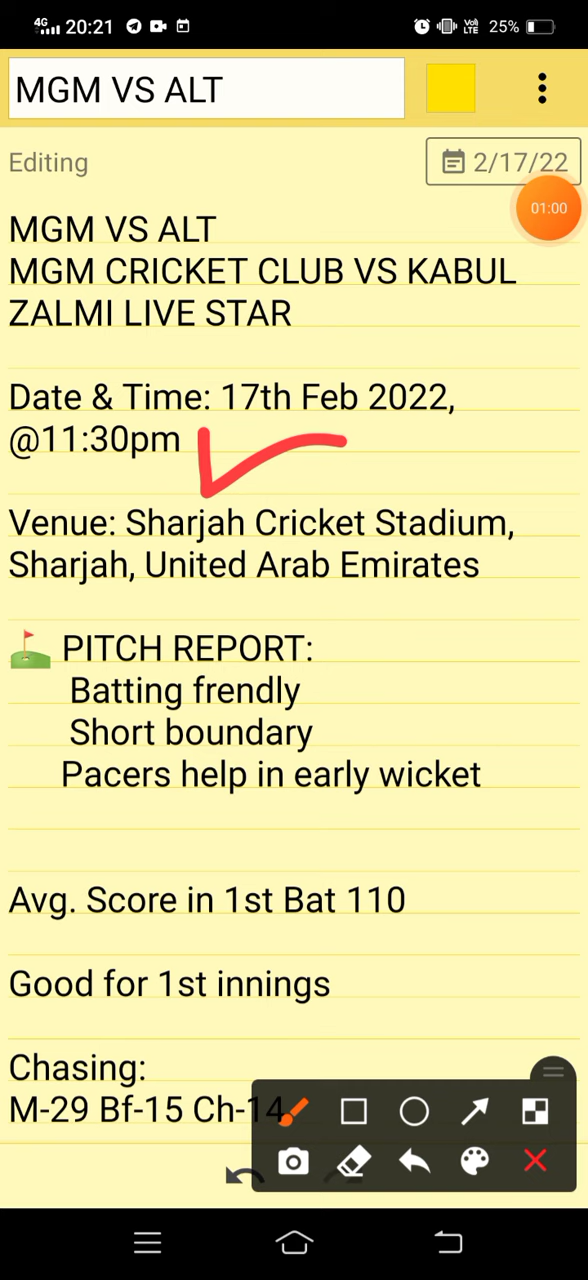 4G 20:21 Vo) LTE 25%
MGM VS ALT
Editing 2/17/22
01:00
MGM VS ALT
MGM CRICKET CLUB VS KABUL
ZALMI LIVE STAR
Date & Time: 17th Feb 2022,
@11:30pm
Venue: Sharjah Cricket Stadium,
Sharjah, United Arab Emirates
PITCH REPORT:
Batting frendly
Short boundary
Pacers help in early wicket
Avg. Score in 1st Bat 110
Good for 1st innings
Chasing:
M-29 Bf-15 Ch-14